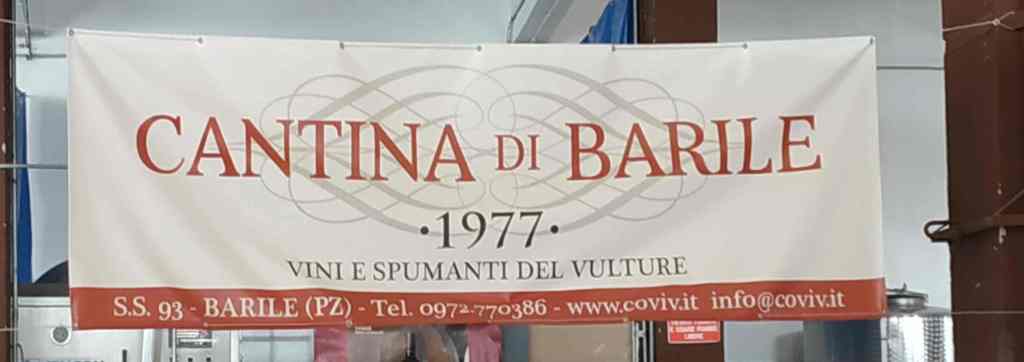 CANTINA DI BARILE
•1977•
VINI E SPUMANTI DEL VULTURE
S.S. 93 - BARILE (PZ) - Tel. 0972.770386 - www.coviv.it info@coviv.it